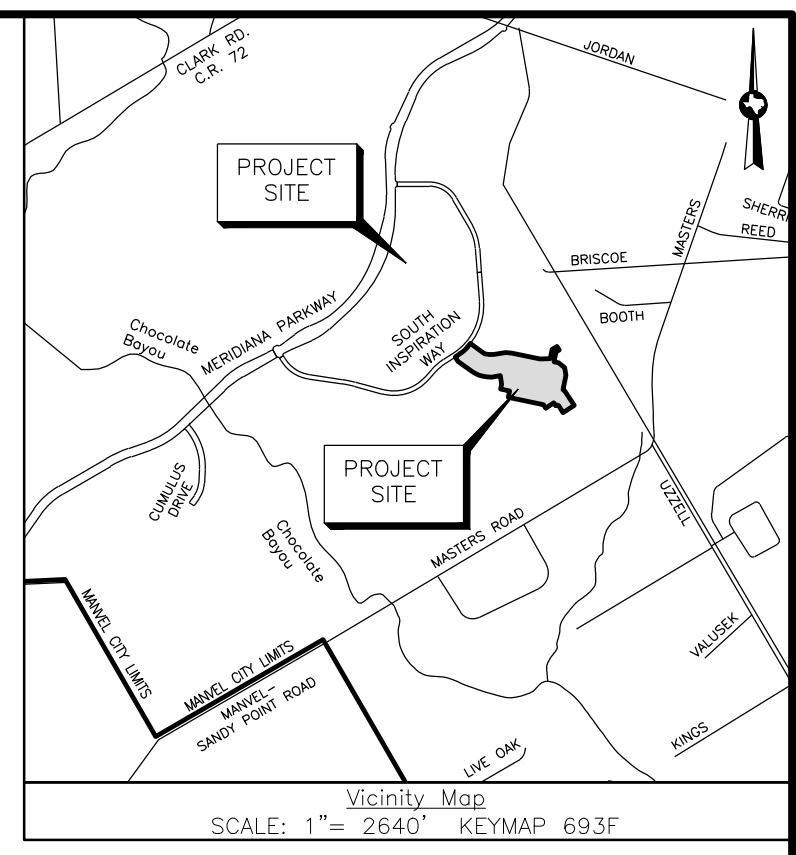 CLARK RD.
C.R. 72
JORDAN
PROJECT
SITE
MASTERS
SHERRI
REED
BRISCOE
BOOTH
Chocolate
Bayou
MERIDIANA PARKWAY
SOUTH
INSPIRATION
WAY
PROJECT
SITE
CUMULUS
DRIVE
Chocolate
Bayou
MASTERS ROAD
UZZELL
MANVEL CITY LIMITS
MANVEL CITY LIMITS
MANVEL-
SANDY POINT ROAD
VALUSEK
KINGS
LIVE OAK
Vicinity Map
SCALE: 1"= 2640' KEYMAP 693F